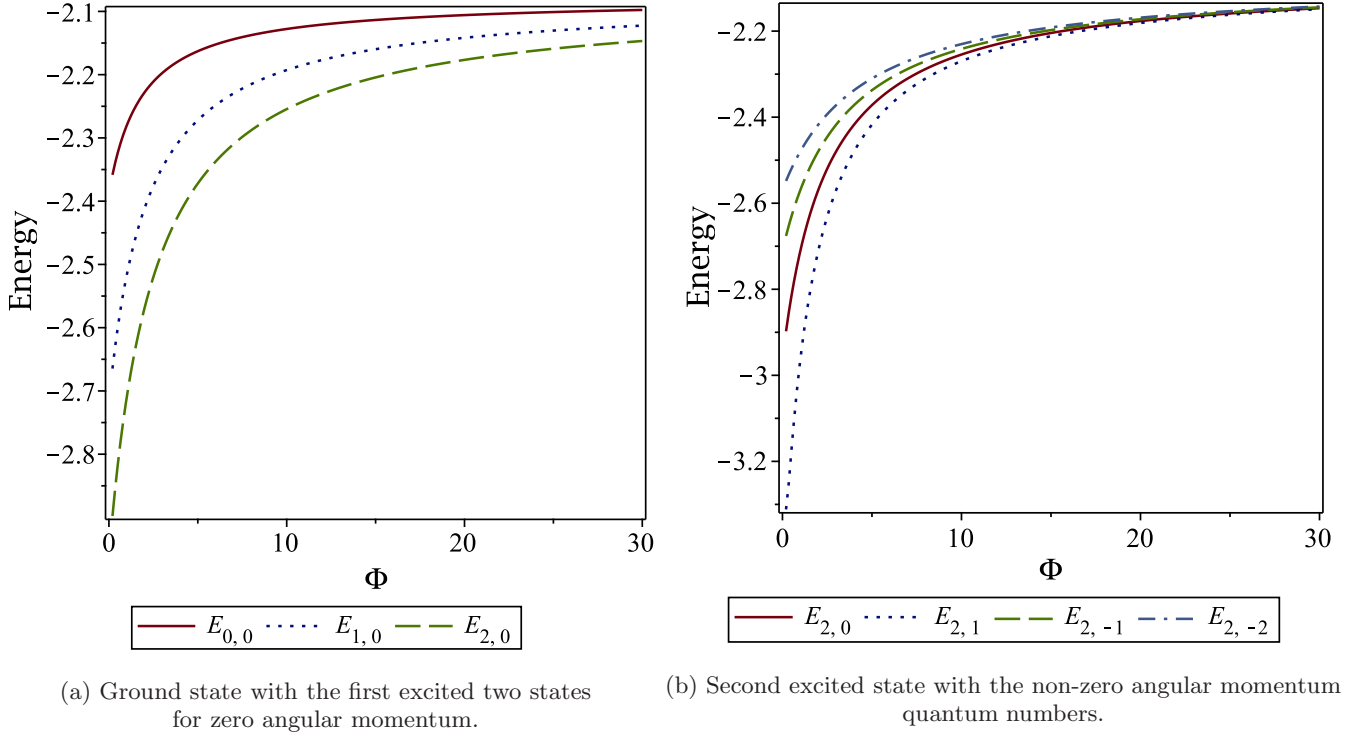 −2.1
−2.2
−2.3
−2.4
−2.5
−2.6
−2.7
−2.8
Energy
0 10 20 30
Φ
E0, 0 E1, 0 E2, 0
(a) Ground state with the first excited two states
for zero angular momentum.
−2.2
−2.4
−2.6
−2.8
−3
−3.2
Energy
0 10 20 30
Φ
E2, 0 E2, 1 E2, −1 E2, −2
(b) Second excited state with the non-zero angular momentum
quantum numbers.